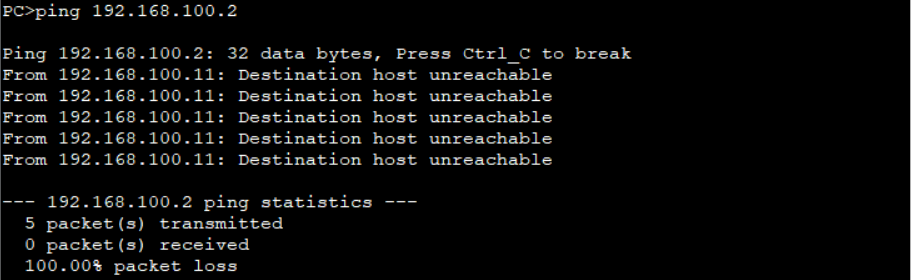 PC>ping 192.168.100.2
Ping 192.168.100.2: 32 data bytes, Press Ctrl_C to break
From 192.168.100.11: Destination host unreachable
From 192.168.100.11: Destination host unreachable
From 192.168.100.11: Destination host unreachable
From 192.168.100.11: Destination host unreachable
From 192.168.100.11: Destination host unreachable
--- 192.168.100.2 ping statistics ---
5 packet(s) transmitted
0 packet(s) received
100.00% packet loss